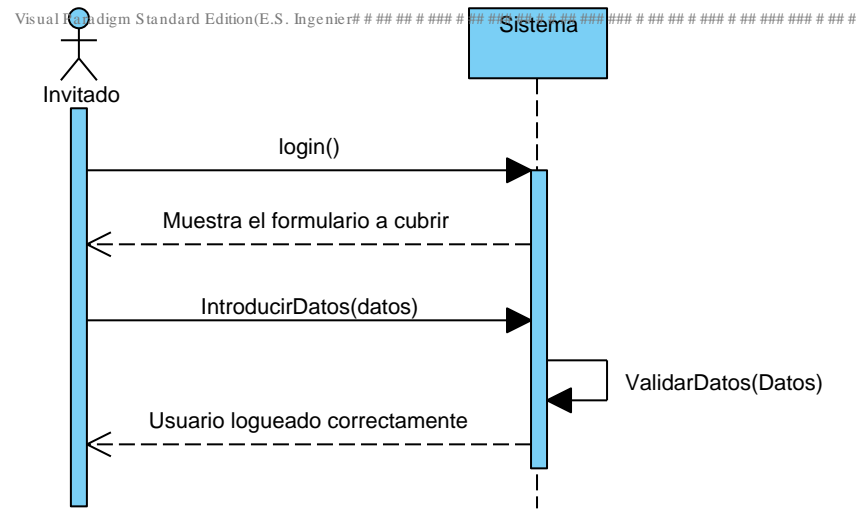 Visual Paradigm Standard Edition(E.S. Ingenier# # ## ## # ### # ## ### ## # # # ## ### ### # ## ## # ### # ## ### ### # ## #
Sistema
Invitado
login()
Muestra el formulario a cubrir
IntroducirDatos(datos)
ValidarDatos(Datos)
Usuario logueado correctamente